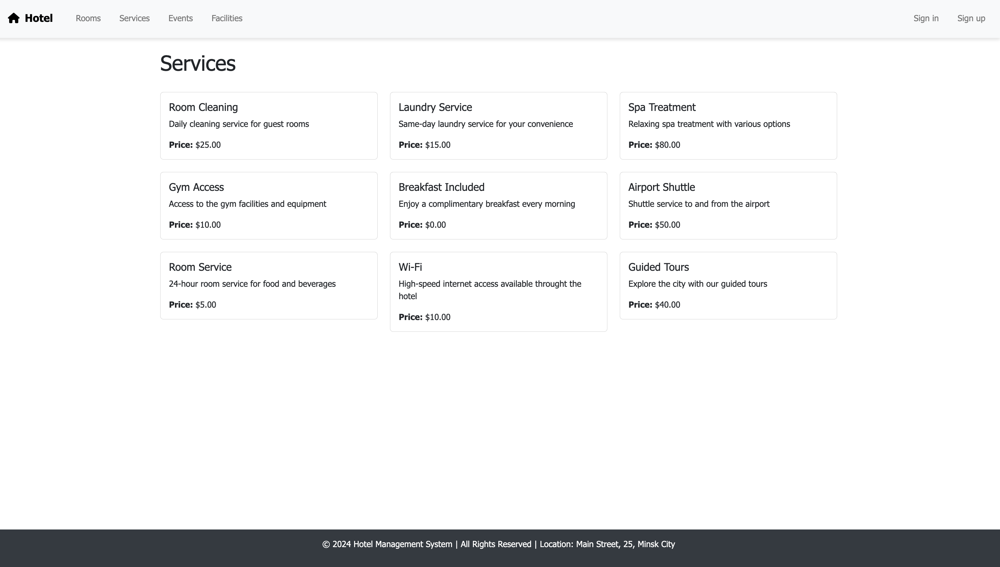 Hotel Rooms Services Events Facilities Sign in Sign up
Services
Room Cleaning
Daily cleaning service for guest rooms
Price: $25.00
Laundry Service
Same-day laundry service for your convenience
Price: $15.00
Spa Treatment
Relaxing spa treatment with various options
Price: $80.00
Gym Access
Access to the gym facilities and equipment
Price: $10.00
Breakfast Included
Enjoy a complimentary breakfast every morning
Price: $0.00
Airport Shuttle
Shuttle service to and from the airport
Price: $50.00
Room Service
24-hour room service for food and beverages
Price: $5.00
Wi-Fi
High-speed internet access available throught the
hotel
Price: $10.00
Guided Tours
Explore the city with our guided tours
Price: $40.00
© 2024 Hotel Management System | All Rights Reserved | Location: Main Street, 25, Minsk City